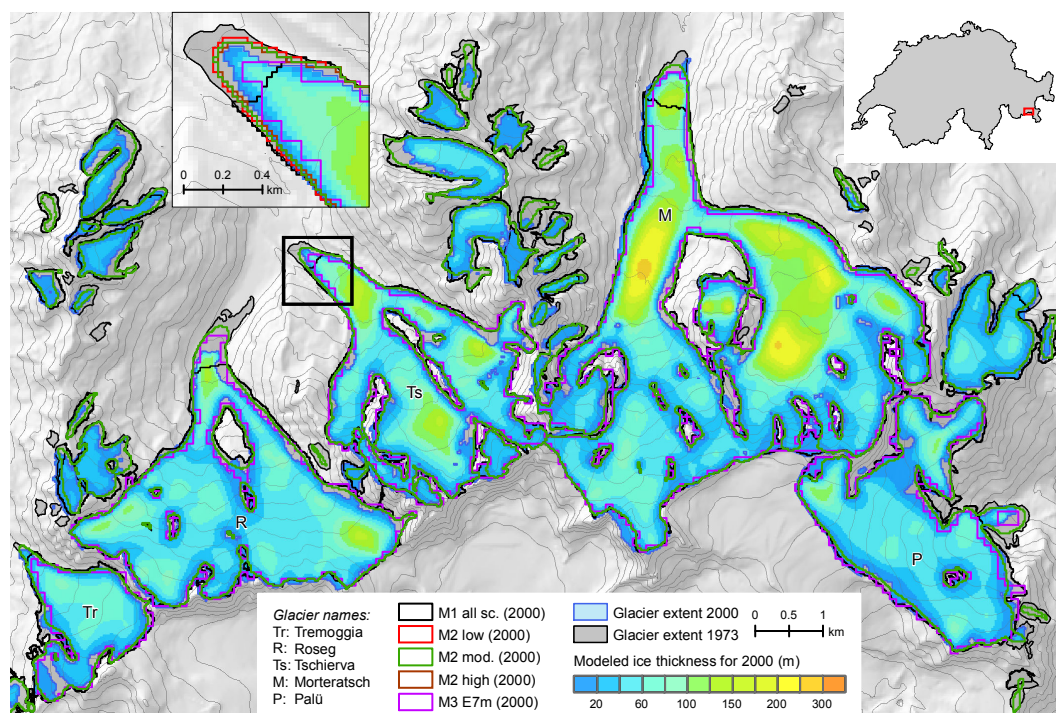 0 0.2 0.4
km
M
Ts
R
Tr
P
Glacier names:
Tr: Tremoggia
R: Roseg
Ts: Tschierva
M: Morteratsch
P: Palü
M1 all sc. (2000)
M2 low (2000)
M2 mod. (2000)
M2 high (2000)
M3 E7m (2000)
Glacier extent 2000
Glacier extent 1973
0 0.5 1
km
Modeled ice thickness for 2000 (m)
20 60 100 150 200 300